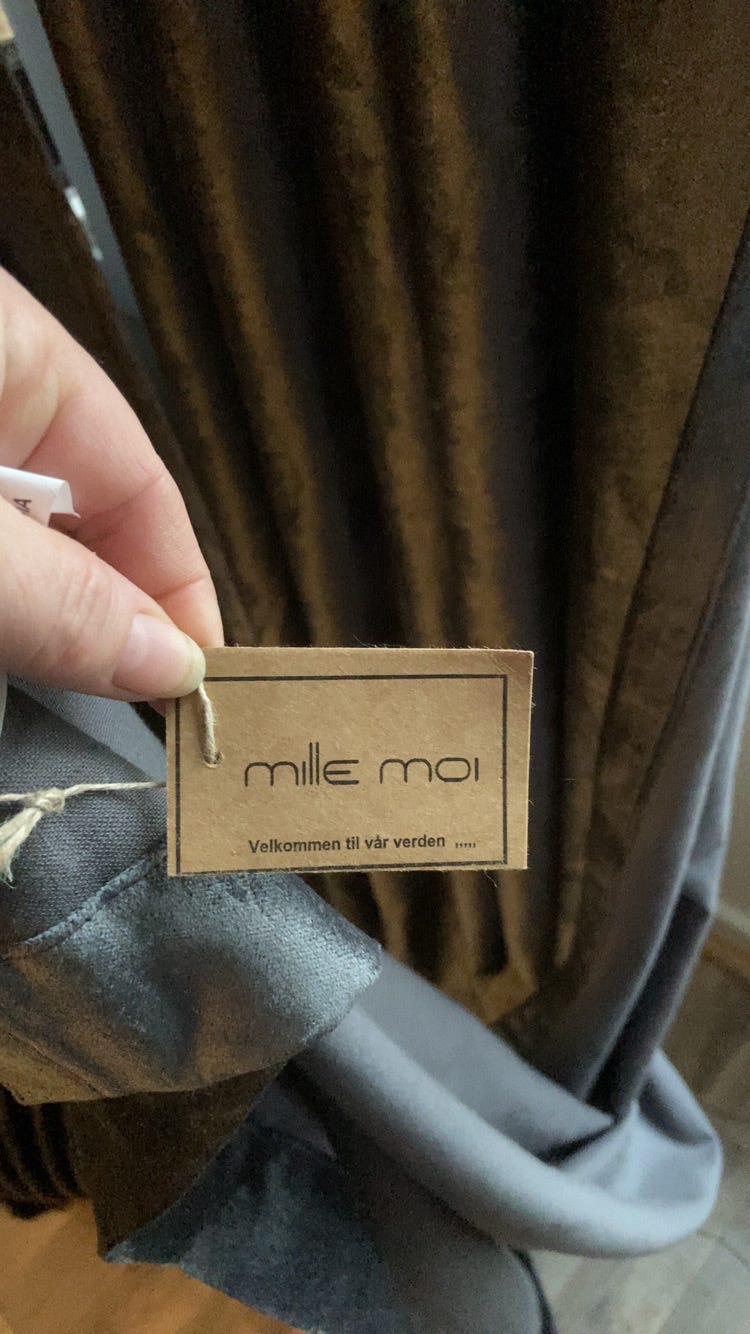 mille moi
Velkommen til vår verden ,,,,,